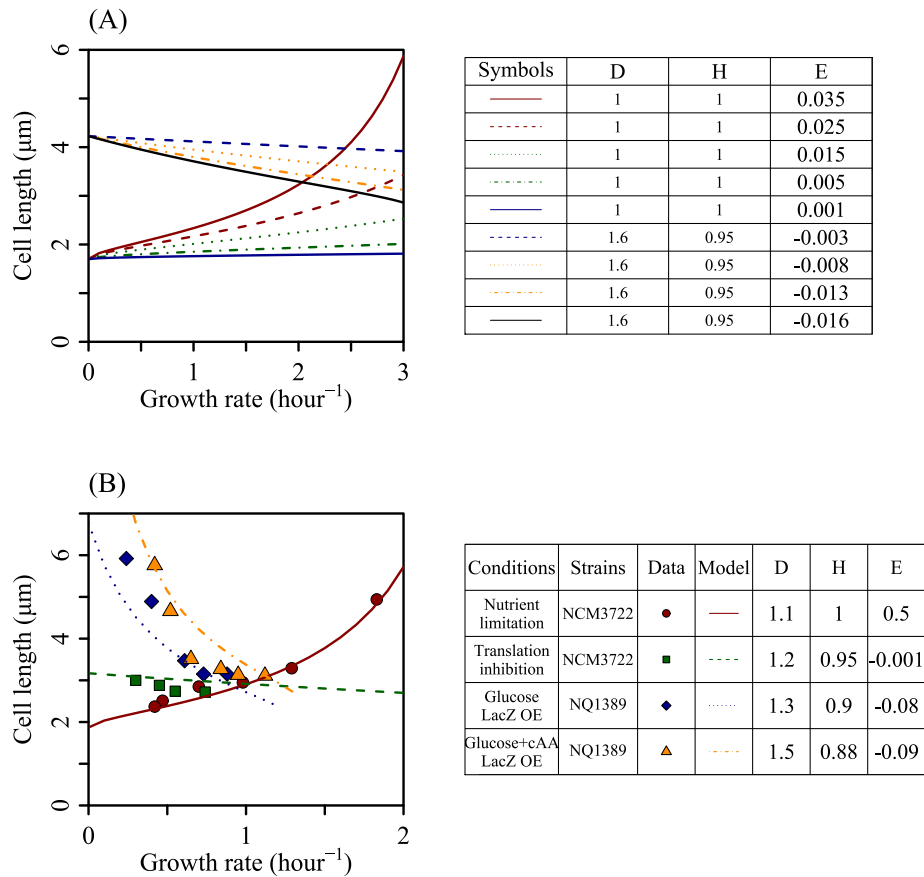 (A)
Cell length (μm)
6
4
2
0
0 1 2 3
Growth rate (hour⁻¹)
Symbols D H E
1 1 0.035
1 1 0.025
1 1 0.015
1 1 0.005
1 1 0.001
1.6 0.95 -0.003
1.6 0.95 -0.008
1.6 0.95 -0.013
1.6 0.95 -0.016
(B)
Cell length (μm)
6
4
2
0
0 1 2
Growth rate (hour⁻¹)
Conditions Strains Data Model D H E
Nutrient
limitation NCM3722 1.1 1 0.5
Translation
inhibition NCM3722 1.2 0.95 -0.001
Glucose
LacZ OE NQ1389 1.3 0.9 -0.08
Glucose+cAA
LacZ OE NQ1389 1.5 0.88 -0.09